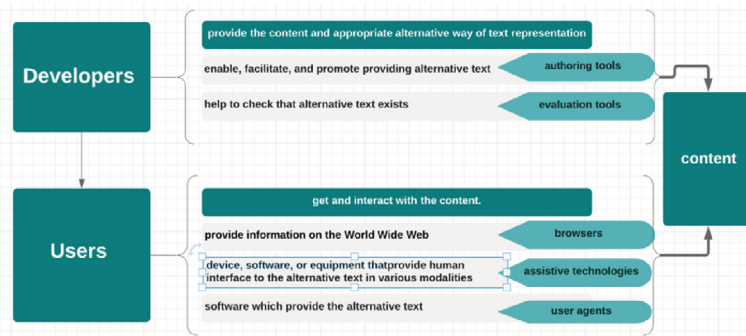 provide the content and appropriate alternative way of text representation
Developers
enable, facilitate, and promote providing alternative text
authoring tools
help to check that alternative text exists
evaluation tools
content
get and interact with the content.
Users
provide information on the World Wide Web
browsers
device, software, or equipment thatprovide human
interface to the alternative text in various modalities
assistive technologies
software which provide the alternative text
user agents